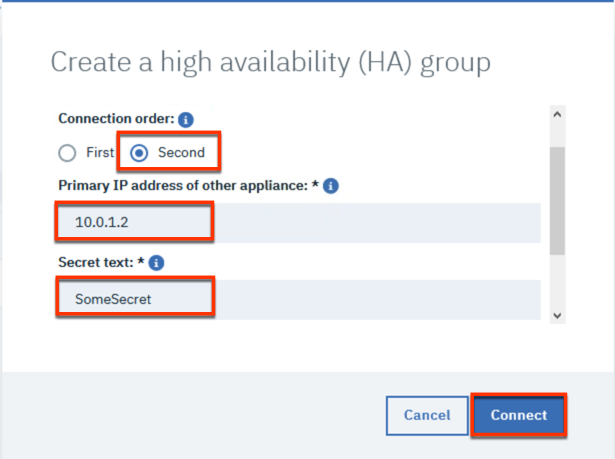 Create a high availability (HA) group
Connection order: i
First Second
Primary IP address of other appliance: * i
10.0.1.2
Secret text: * i
SomeSecret
Cancel Connect